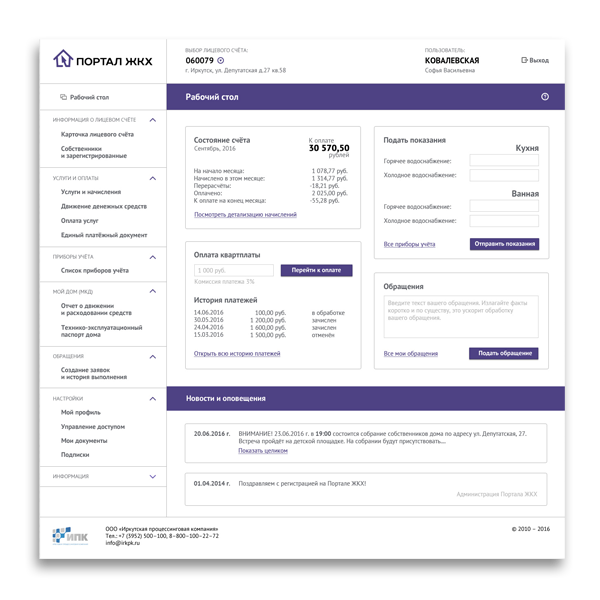 ПОРТАЛ ЖКХ
ВЫБОР ЛИЦЕВОГО СЧЁТА:
060079
г. Иркутск, ул. Депутатская д.27 кв.58
ПОЛЬЗОВАТЕЛЬ:
КОВАЛЕВСКАЯ
Софья Васильевна
Выход
Рабочий стол
ИНФОРМАЦИЯ О ЛИЦЕВОМ СЧЁТЕ
Карточка лицевого счёта
Собственники
и зарегистрированные
УСЛУГИ И ОПЛАТЫ
Услуги и начисления
Движение денежных средств
Оплата услуг
Единый платёжный документ
ПРИБОРЫ УЧЁТА
Список приборов учёта
МОЙ ДОМ (МКД)
Отчет о движении
и расходовании средств
Технико-эксплуатационный
паспорт дома
ОБРАЩЕНИЯ
Создание заявок
и история выполнения
НАСТРОЙКИ
Мой профиль
Управление доступом
Мои документы
Подписки
ИНФОРМАЦИЯ
Рабочий стол
?
Состояние счёта
Сентябрь, 2016
К оплате
30 570,50
рублей
На начало месяца: 1 078,77 руб.
Начислено в этом месяце: 1 314,77 руб.
Перерасчёты: -18,21 руб.
Оплачено: 2 025,00 руб.
К оплате на конец месяца: -55,28 руб.
Посмотреть детализацию начислений
Оплата квартплаты
1 000 руб.
Перейти к оплате
Комиссия платежа 3%
История платежей
14.06.2016 100,00 руб. в обработке
30.05.2016 1 200,00 руб. зачислен
24.04.2016 1 600,00 руб. зачислен
15.03.2016 1 500,00 руб. отменён
Открыть всю историю платежей
Подать показания
Кухня
Горячее водоснабжение:
Холодное водоснабжение:
Ванная
Горячее водоснабжение:
Холодное водоснабжение:
Все приборы учёта
Отправить показания
Обращения
Введите текст вашего обращения. Излагайте факты
коротко и по существу, это ускорит обработку
вашего обращения.
Все мои обращения
Подать обращение
Новости и оповещения
20.06.2016 г. ВНИМАНИЕ! 23.06.2016 г. в 19:00 состоится собрание собственников дома по адресу ул. Депутатская, 27.
Встреча пройдёт на детской площадке. На собрании будут присутствовать...
Показать целиком
01.04.2014 г. Поздравляем с регистрацией на Портале ЖКХ!
Администрация Портала ЖКХ
ИПК
ООО «Иркутская процессинговая компания»
Тел.: +7 (3952) 500–100, 8–800–100–22–72
info@irkpk.ru
© 2010 – 2016